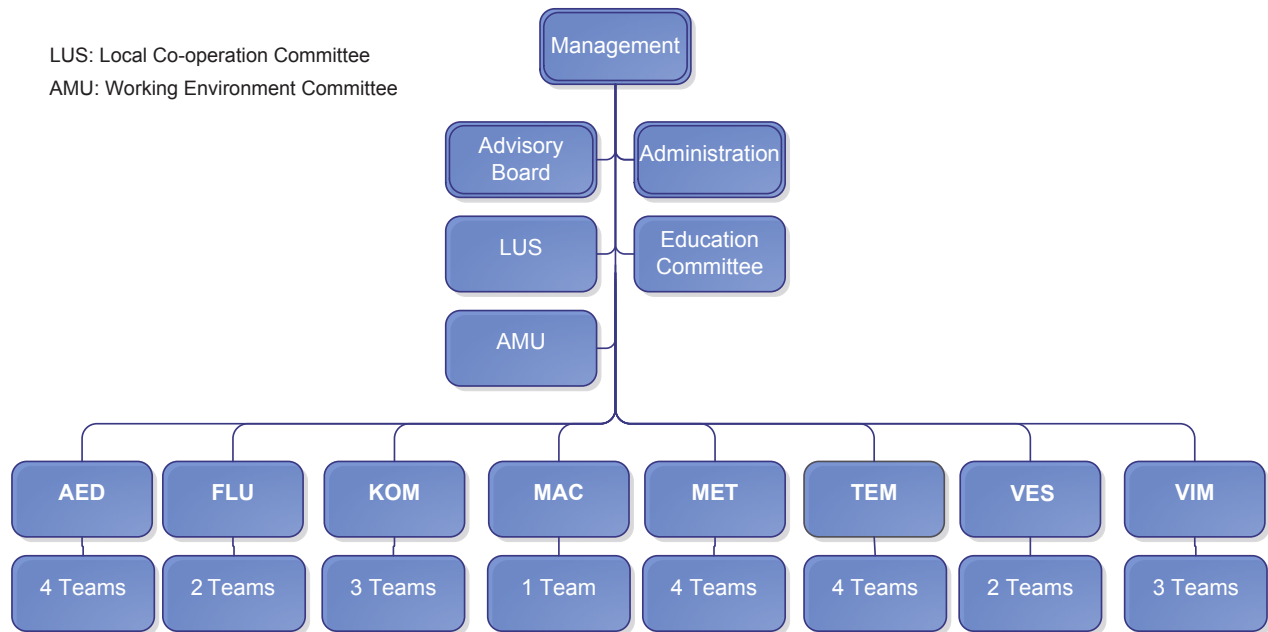 LUS: Local Co-operation Committee
AMU: Working Environment Committee
Management
Advisory
Board
Administration
LUS
Education
Committee
AMU
AED
FLU
KOM
MAC
MET
TEM
VES
VIM
4 Teams
2 Teams
3 Teams
1 Team
4 Teams
4 Teams
2 Teams
3 Teams